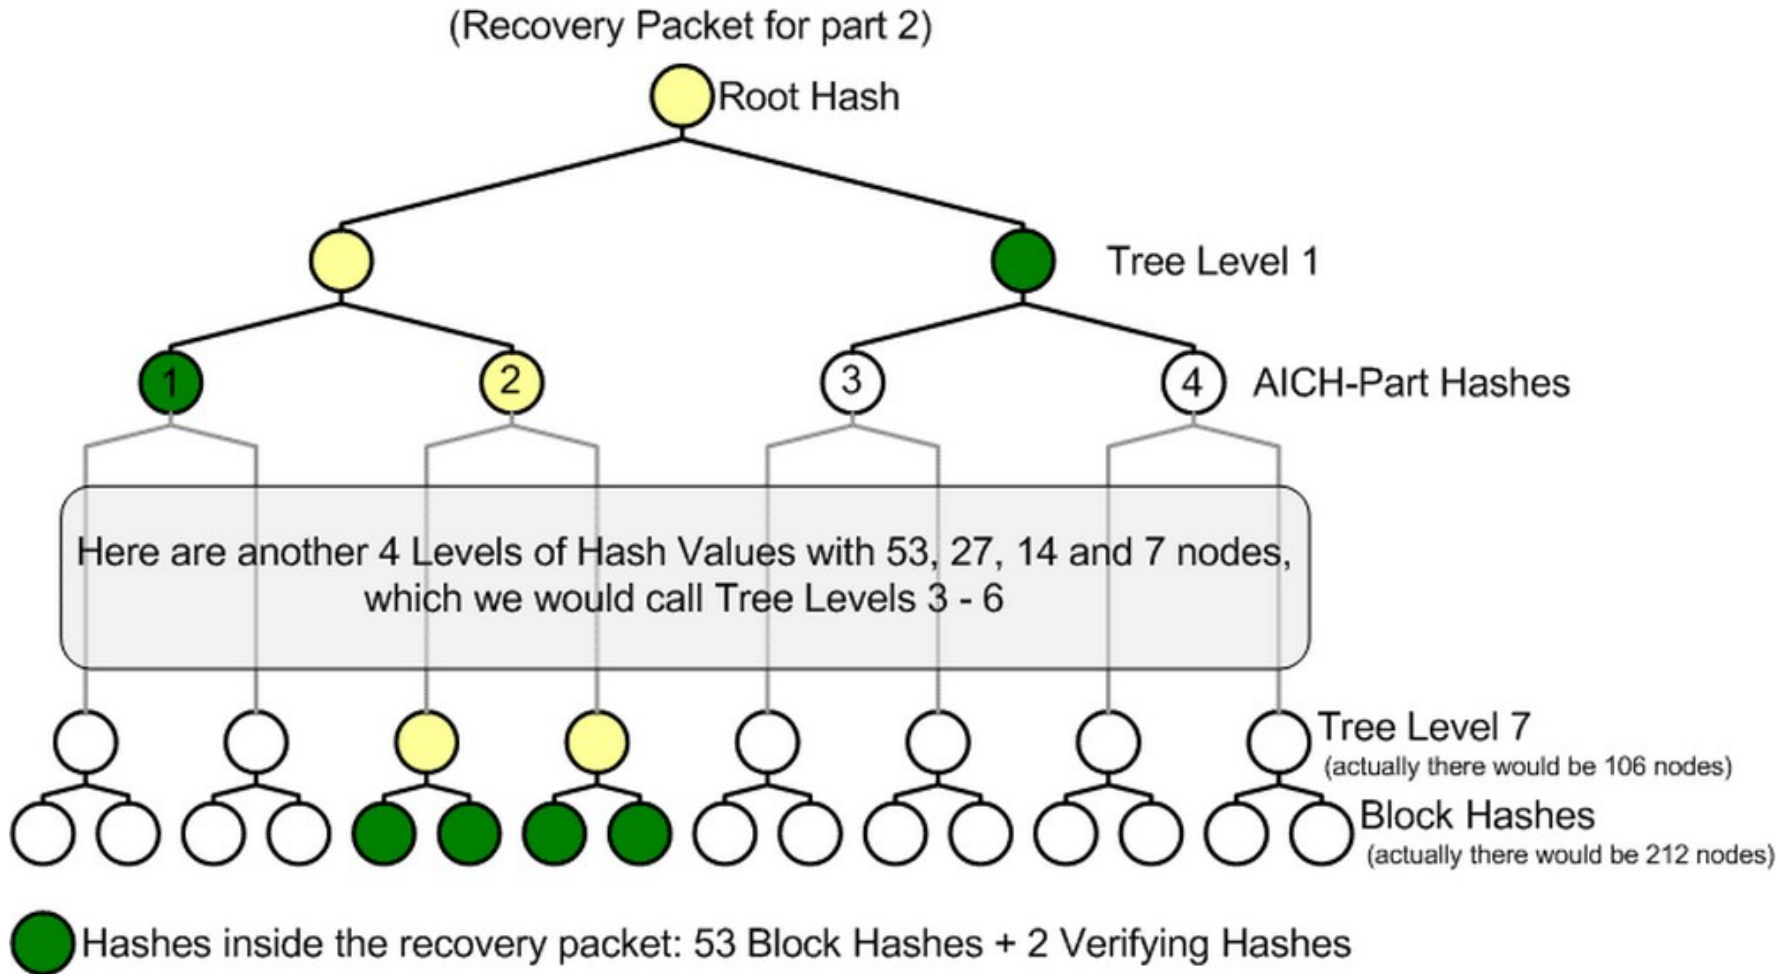 (Recovery Packet for part 2)
Root Hash
Tree Level 1
1
2
3
4
AICH-Part Hashes
Here are another 4 Levels of Hash Values with 53, 27, 14 and 7 nodes,
which we would call Tree Levels 3 - 6
Tree Level 7
(actually there would be 106 nodes)
Block Hashes
(actually there would be 212 nodes)
Hashes inside the recovery packet: 53 Block Hashes + 2 Verifying Hashes